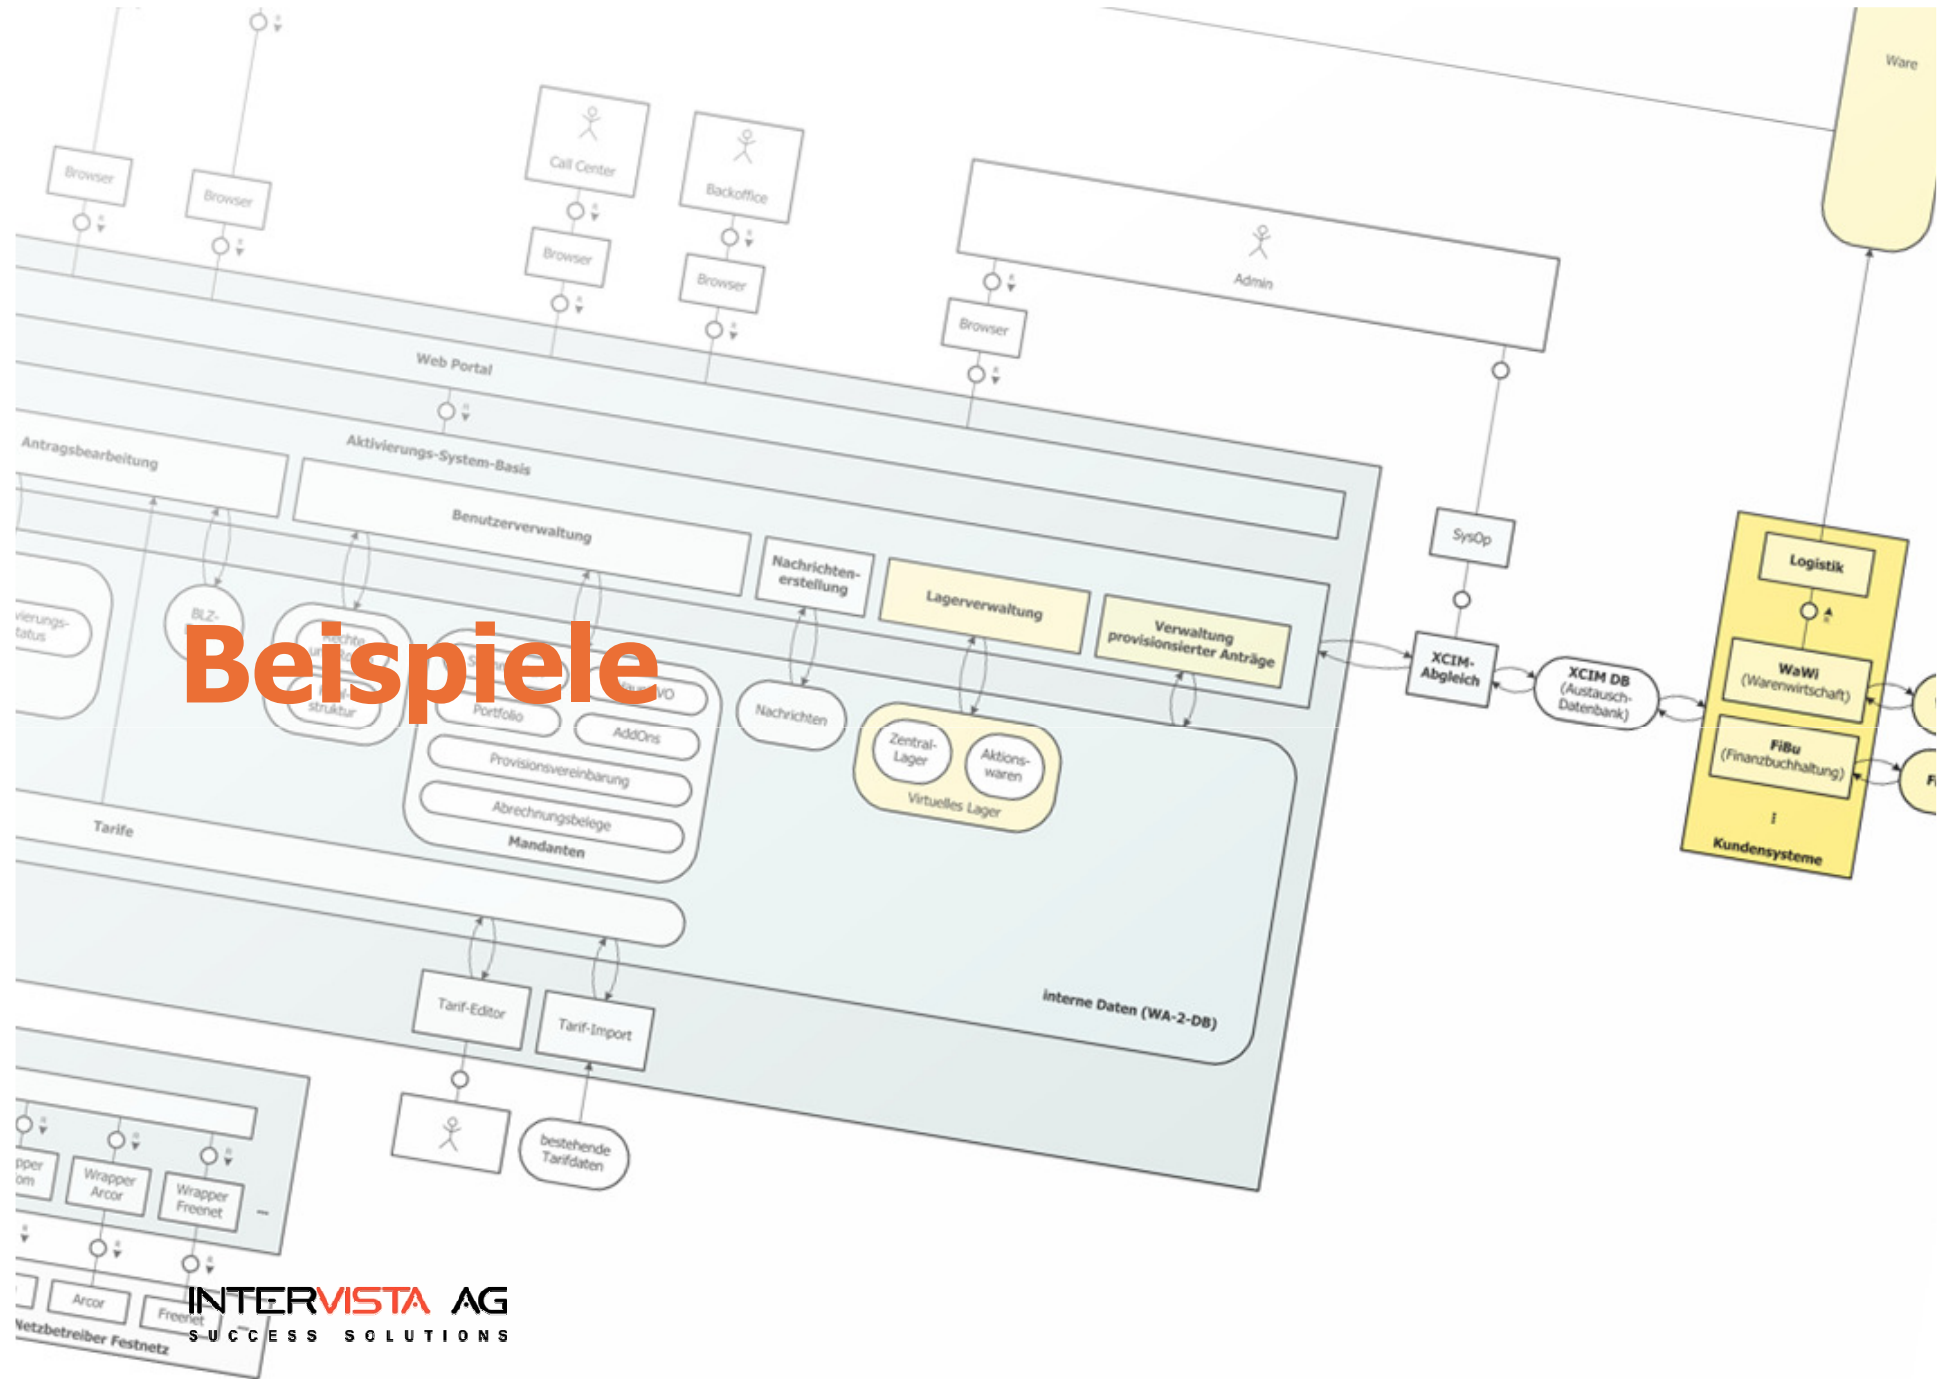 Ware
Browser
Browser
Call Center
Backoffice
Browser
Browser
Admin
Browser
Web Portal
Aktivierungs-System-Basis
Antragsbearbeitung
Benutzerverwaltung
Nachrichten-
erstellung
Lagerverwaltung
Verwaltung
provisionierter Anträge
SysOp
XCIM-
Abgleich
XCIM DB
(Austausch-
Datenbank)
Logistik
WaWi
(Warenwirtschaft)
FiBu
(Finanzbuchhaltung)
Kundensysteme
BLZ-
Rechte
struktur
Beispiele
Portfolio
AddOns
Provisionsvereinbarung
Abrechnungsbelege
Mandanten
Nachrichten
Zentral-
Lager
Aktions-
waren
Virtuelles Lager
Tarife
interne Daten (WA-2-DB)
Tarif-Editor
Tarif-Import
bestehende
Tarifdaten
Wrapper
Arcor
Wrapper
Freenet
Arcor
Freenet
Netzbetreiber Festnetz
INTERVISTA AG
SUCCESS SOLUTIONS